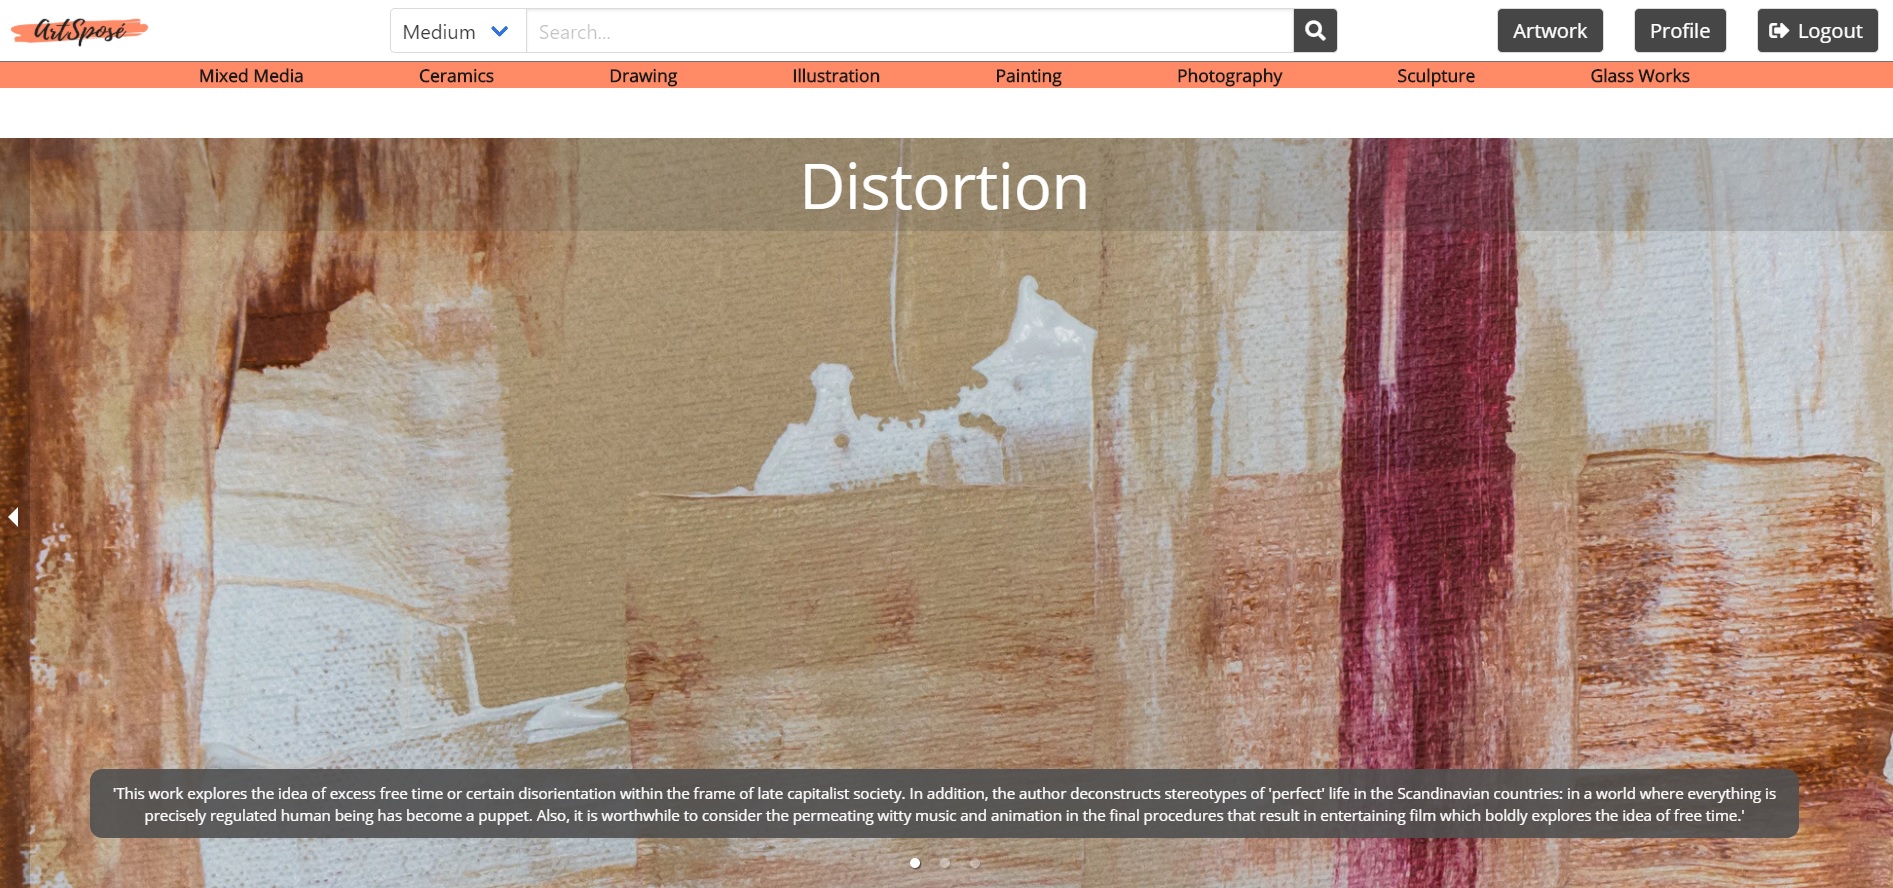 ArtSposé
Medium
Search...
Artwork
Profile
Logout
Mixed Media
Ceramics
Drawing
Illustration
Painting
Photography
Sculpture
Glass Works
Distortion
'This work explores the idea of excess free time or certain disorientation within the frame of late capitalist society. In addition, the author deconstructs stereotypes of 'perfect' life in the Scandinavian countries: in a world where everything is
precisely regulated human being has become a puppet. Also, it is worthwhile to consider the permeating witty music and animation in the final procedures that result in entertaining film which boldly explores the idea of free time.'